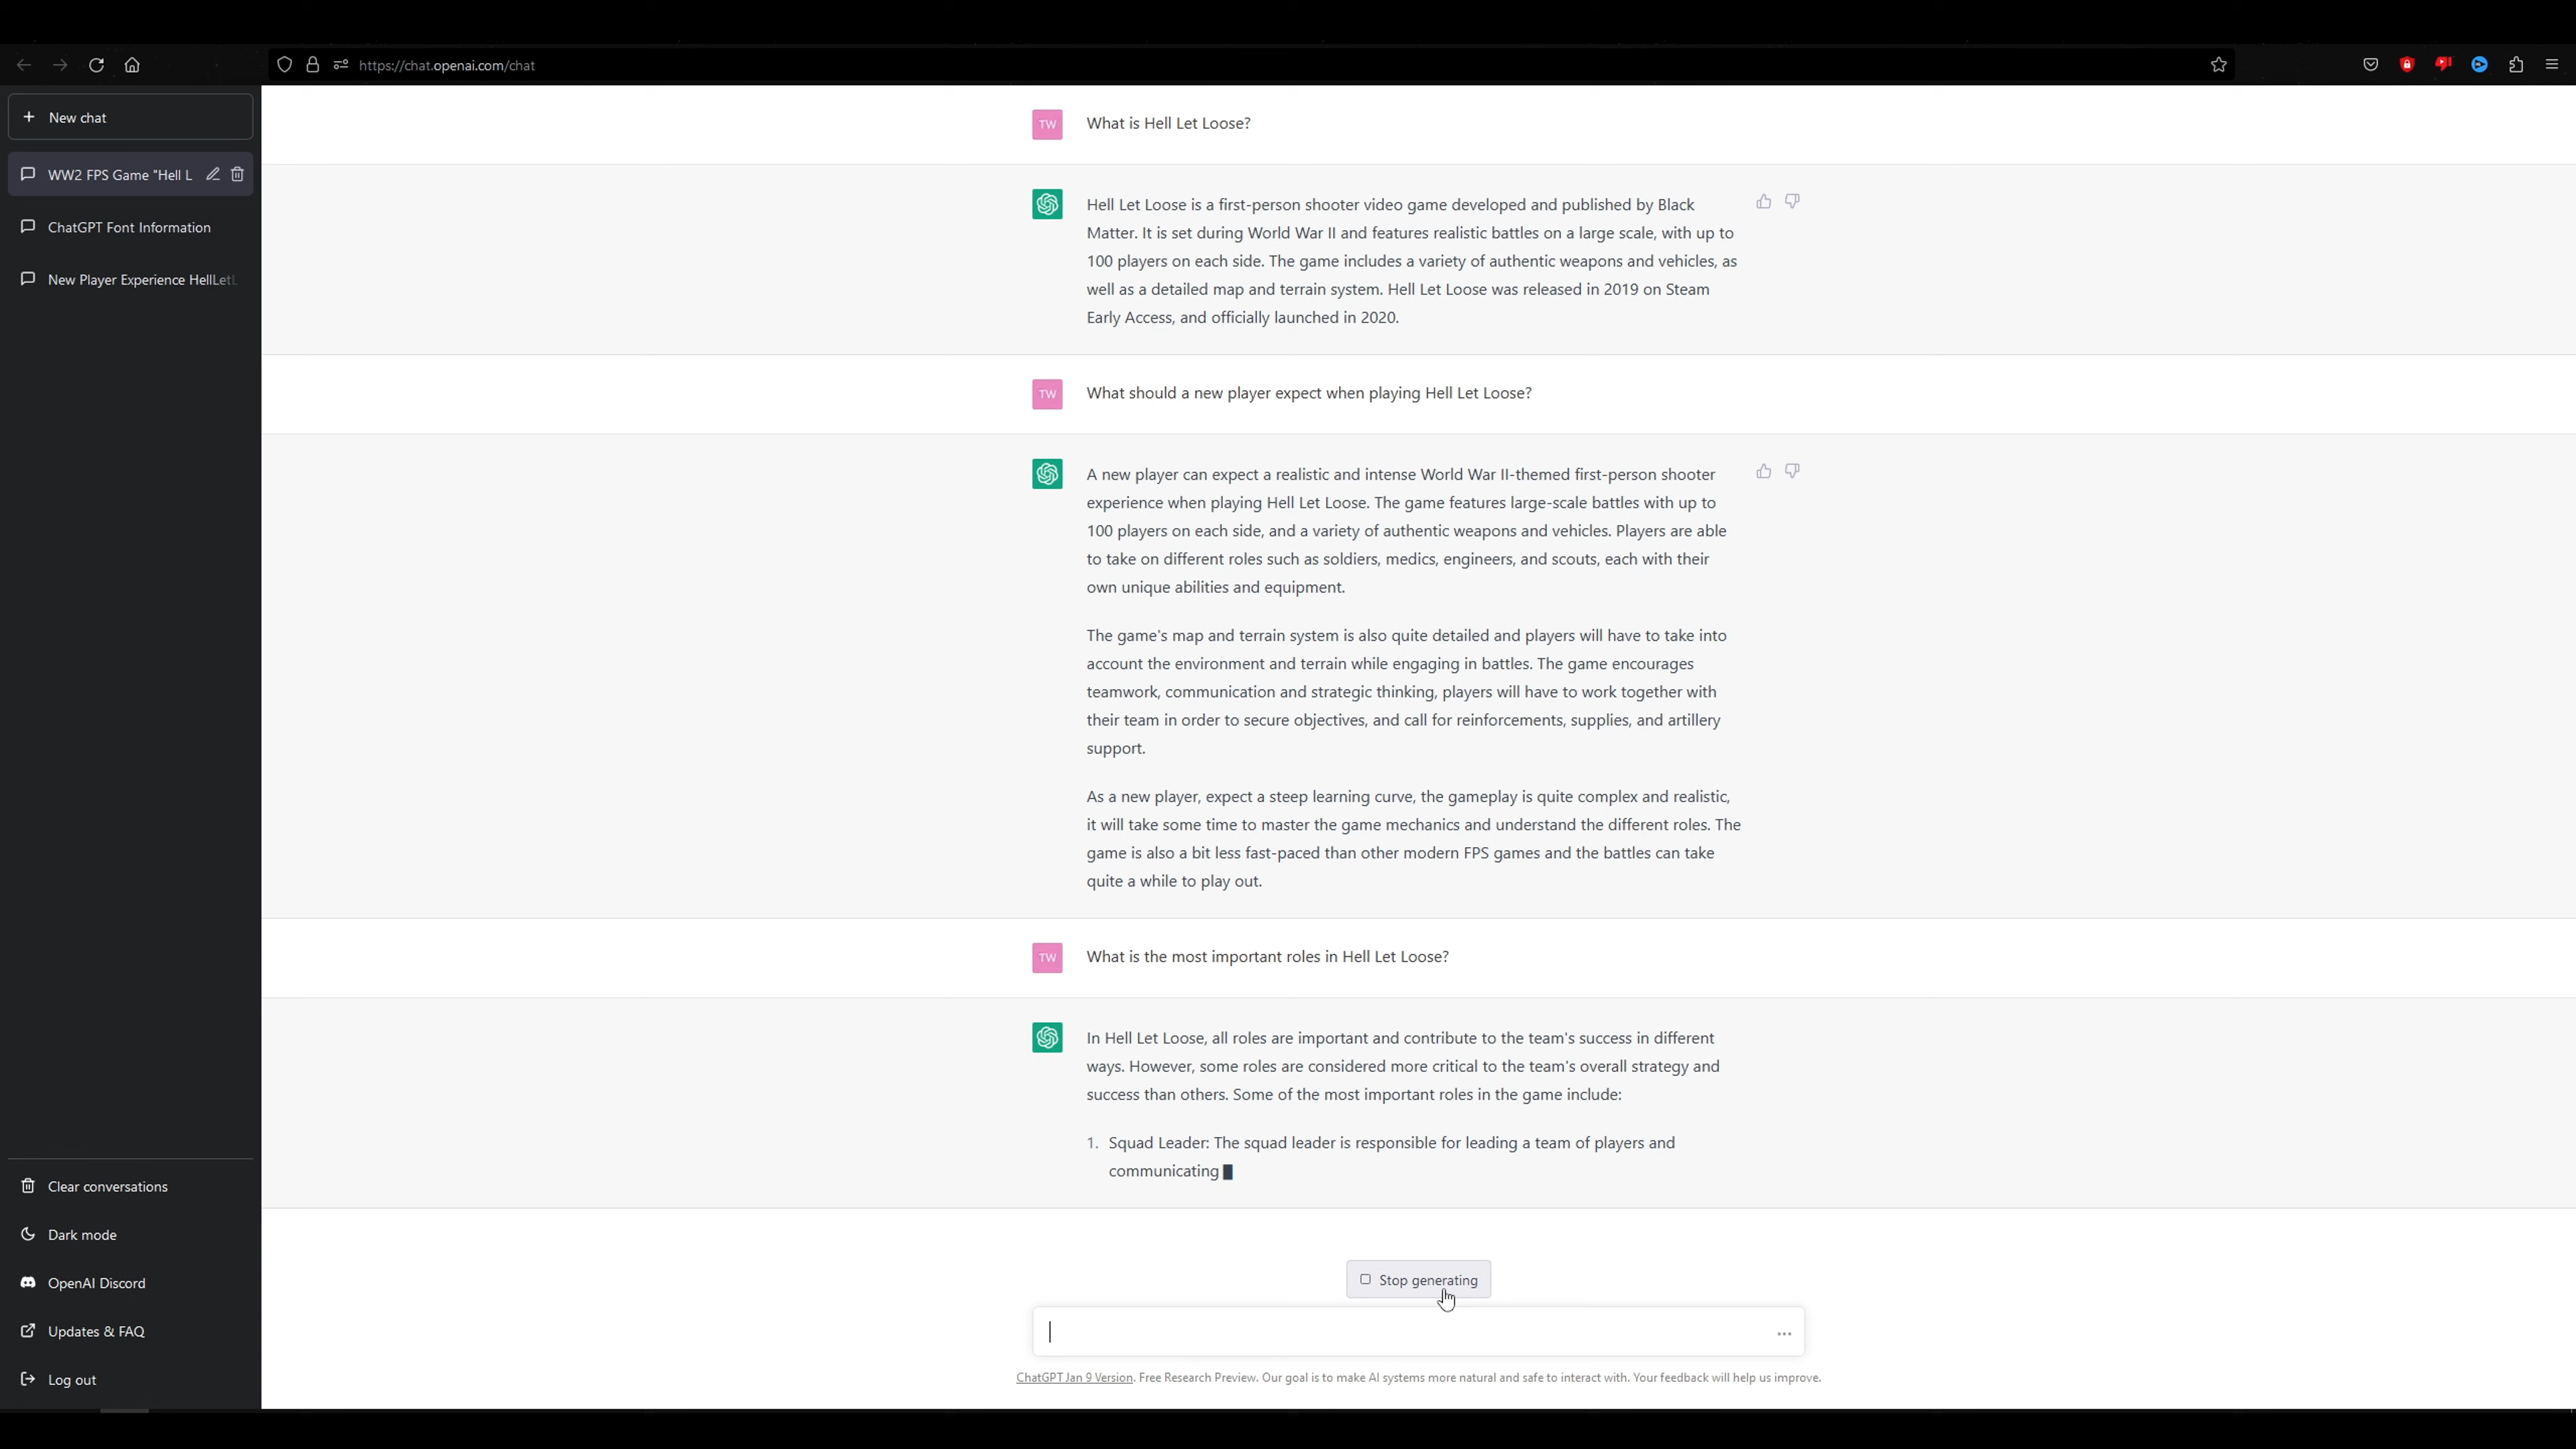 https://chat.openai.com/chat
New chat
WW2 FPS Game "Hell L
ChatGPT Font Information
New Player Experience HellLetL
Clear conversations
Dark mode
OpenAI Discord
Updates & FAQ
Log out
TW
What is Hell Let Loose?
Hell Let Loose is a first-person shooter video game developed and published by Black
Matter. It is set during World War II and features realistic battles on a large scale, with up to
100 players on each side. The game includes a variety of authentic weapons and vehicles, as
well as a detailed map and terrain system. Hell Let Loose was released in 2019 on Steam
Early Access, and officially launched in 2020.
TW
What should a new player expect when playing Hell Let Loose?
A new player can expect a realistic and intense World War II-themed first-person shooter
experience when playing Hell Let Loose. The game features large-scale battles with up to
100 players on each side, and a variety of authentic weapons and vehicles. Players are able
to take on different roles such as soldiers, medics, engineers, and scouts, each with their
own unique abilities and equipment.
The game's map and terrain system is also quite detailed and players will have to take into
account the environment and terrain while engaging in battles. The game encourages
teamwork, communication and strategic thinking, players will have to work together with
their team in order to secure objectives, and call for reinforcements, supplies, and artillery
support.
As a new player, expect a steep learning curve, the gameplay is quite complex and realistic,
it will take some time to master the game mechanics and understand the different roles. The
game is also a bit less fast-paced than other modern FPS games and the battles can take
quite a while to play out.
TW
What is the most important roles in Hell Let Loose?
In Hell Let Loose, all roles are important and contribute to the team's success in different
ways. However, some roles are considered more critical to the team's overall strategy and
success than others. Some of the most important roles in the game include:
1. Squad Leader: The squad leader is responsible for leading a team of players and
communicating
Stop generating
ChatGPT Jan 9 Version. Free Research Preview. Our goal is to make AI systems more natural and safe to interact with. Your feedback will help us improve.